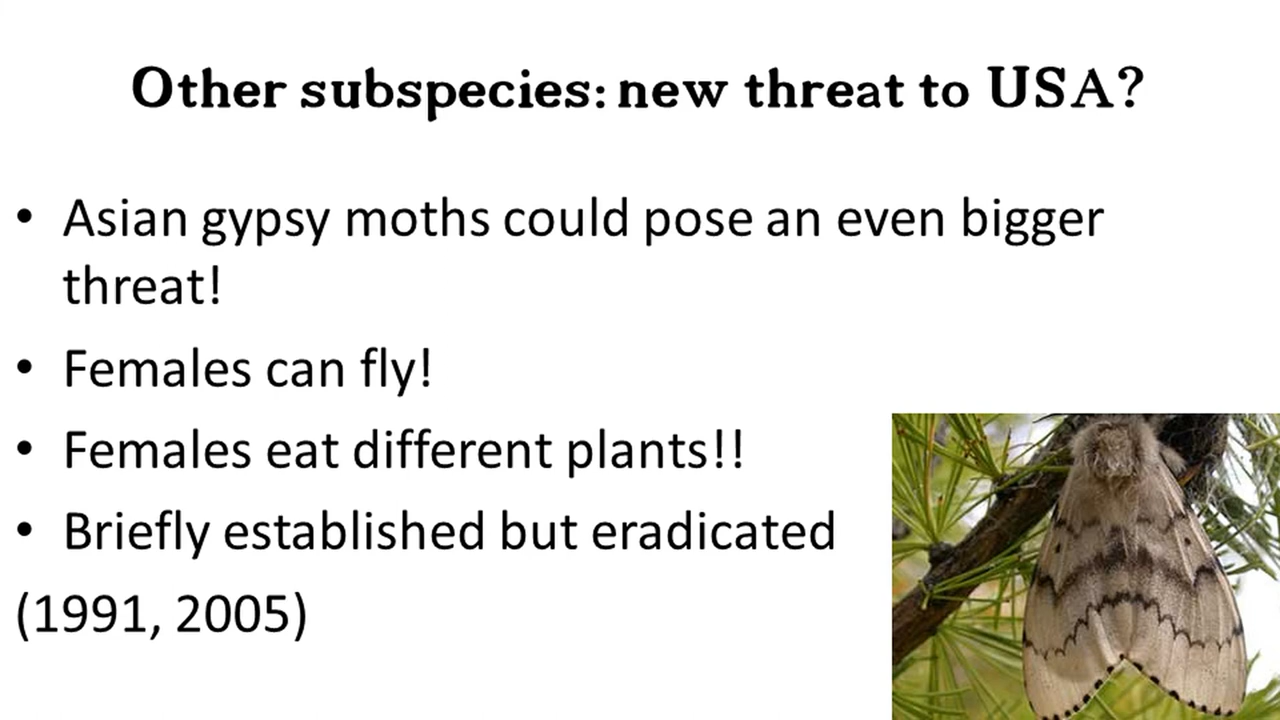 Other subspecies: new threat to USA?
• Asian gypsy moths could pose an even bigger
threat!
• Females can fly!
• Females eat different plants!!
• Briefly established but eradicated
(1991, 2005)